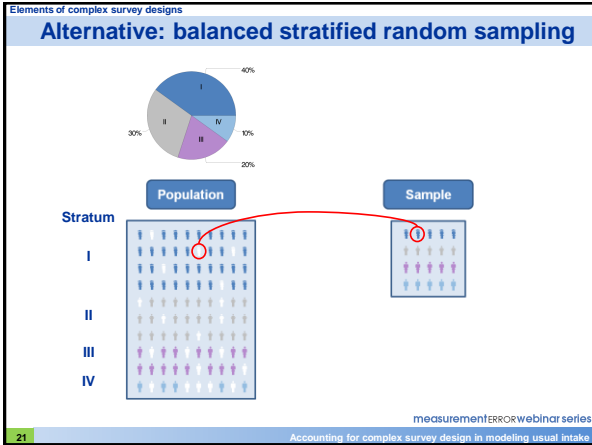 Elements of complex survey designs
Alternative: balanced stratified random sampling
40%
I
II
IV
30%
10%
III
20%
Population
Sample
Stratum
I
II
III
IV
measurementERRORwebinarseries
21
Accounting for complex survey design in modeling usual intake